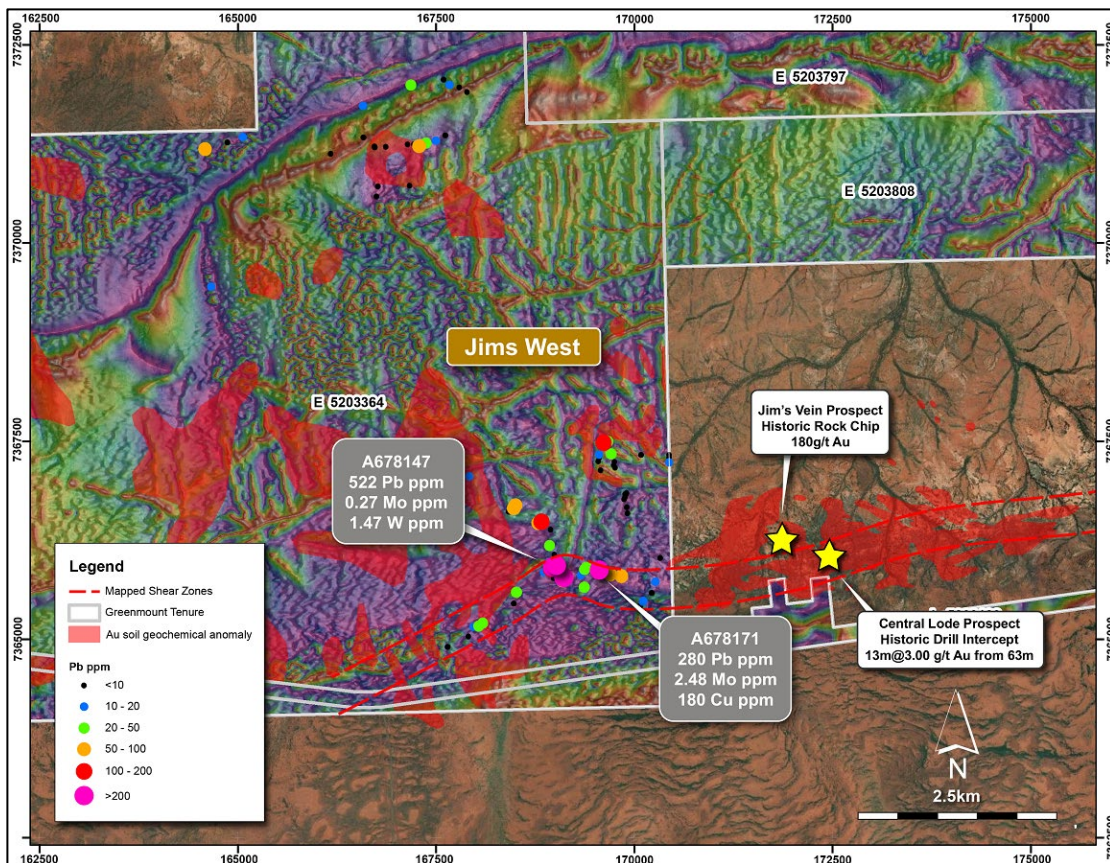 162500 165000 167500 170000 172500 175000
7372500
7372500
E 5203797
E 5203808
7370000
7370000
Jims West
E 5203364
7367500
7367500
Jim's Vein Prospect
Historic Rock Chip
180g/t Au
A678147
522 Pb ppm
0.27 Mo ppm
1.47 W ppm
Legend
Mapped Shear Zones
Greenmount Tenure
Au soil geochemical anomaly
Pb ppm
<10
10 - 20
20 - 50
50 - 100
100 - 200
>200
7365000
A678171
280 Pb ppm
2.48 Mo ppm
180 Cu ppm
Central Lode Prospect
Historic Drill Intercept
13m@3.00 g/t Au from 63m
N
2.5km
162500 165000 167500 170000 172500 175000